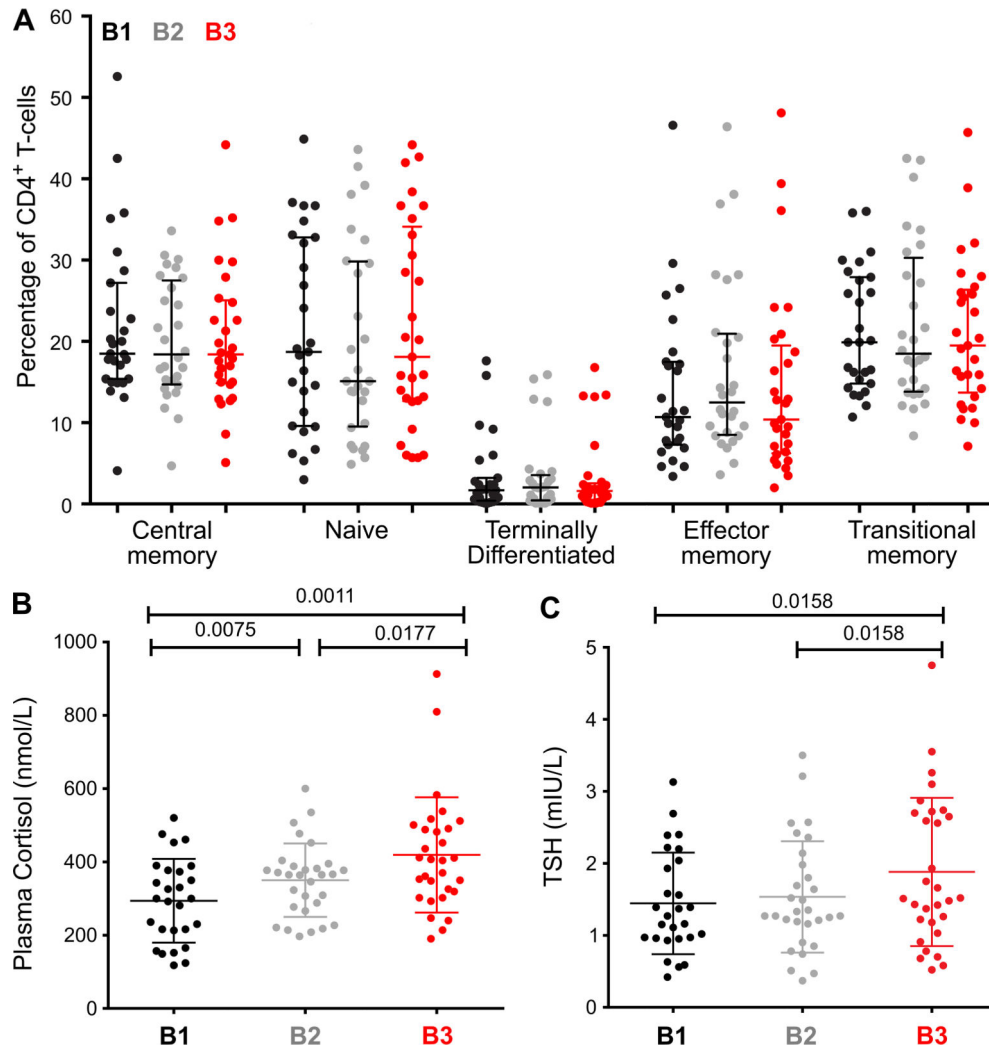 A
B1 B2 B3
Percentage of CD4⁺ T-cells
60
50
40
30
20
10
0
Central memory
Naive
Terminally Differentiated
Effector memory
Transitional memory
B
0.0011
0.0075
0.0177
Plasma Cortisol (nmol/L)
1000
800
600
400
200
0
B1 B2 B3
C
0.0158
0.0158
TSH (mIU/L)
5
4
3
2
1
0
B1 B2 B3